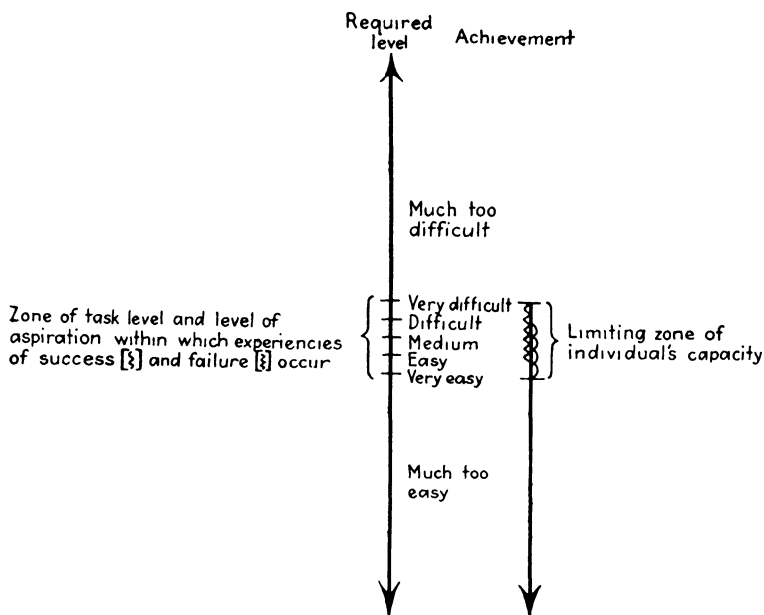 Required
level
Achievement
Much too
difficult
Zone of task level and level of
aspiration within which experiencies
of success [⌇] and failure [⌇] occur
Very difficult
Difficult
Medium
Easy
Very easy
Limiting zone of
individual's capacity
Much too
easy